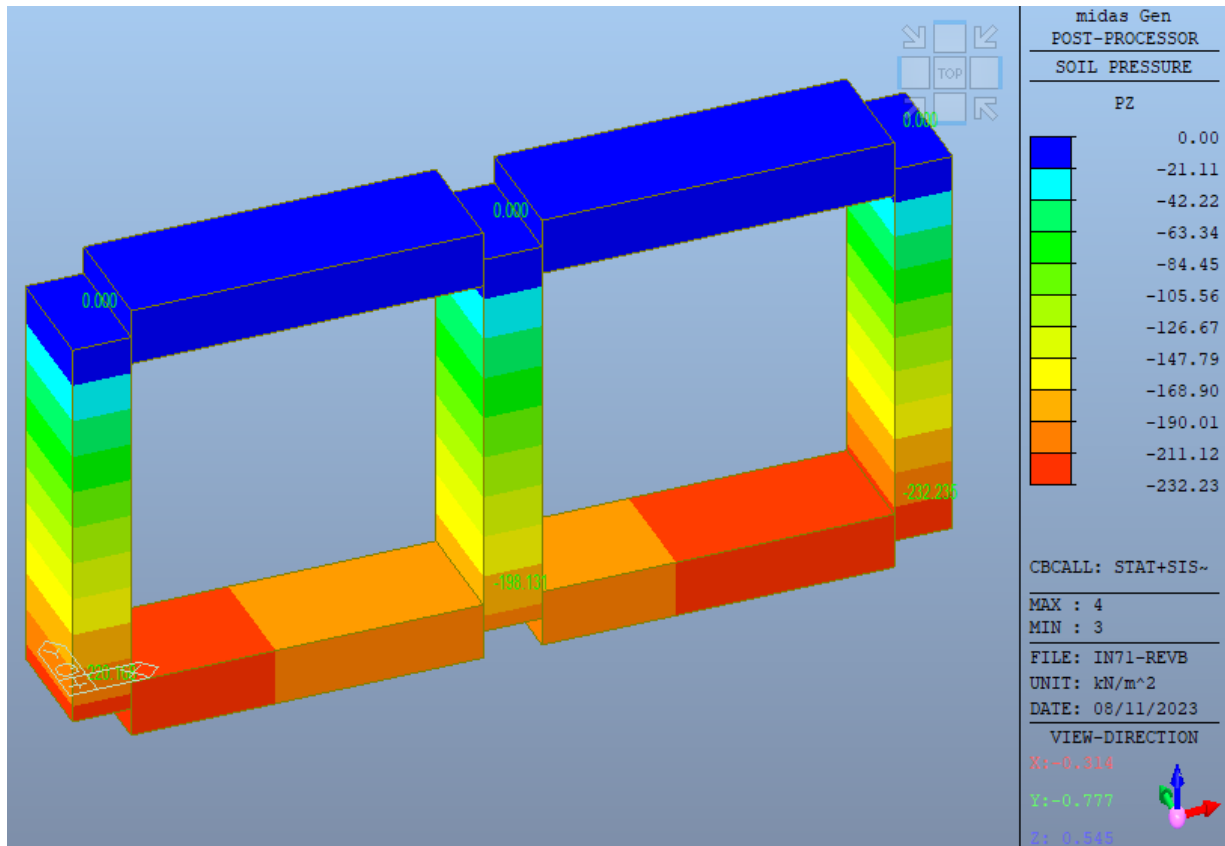 midas Gen
POST-PROCESSOR
SOIL PRESSURE
PZ
0.00
-21.11
-42.22
-63.34
-84.45
-105.56
-126.67
-147.79
-168.90
-190.01
-211.12
-232.23
CBCALL: STAT+SIS~
MAX : 4
MIN : 3
FILE: IN71-REVB
UNIT: kN/m^2
DATE: 08/11/2023
VIEW-DIRECTION
X:-0.314
Y:-0.777
Z: 0.545
TOP
0.000
0.000
0.000
-232.235
-198.131